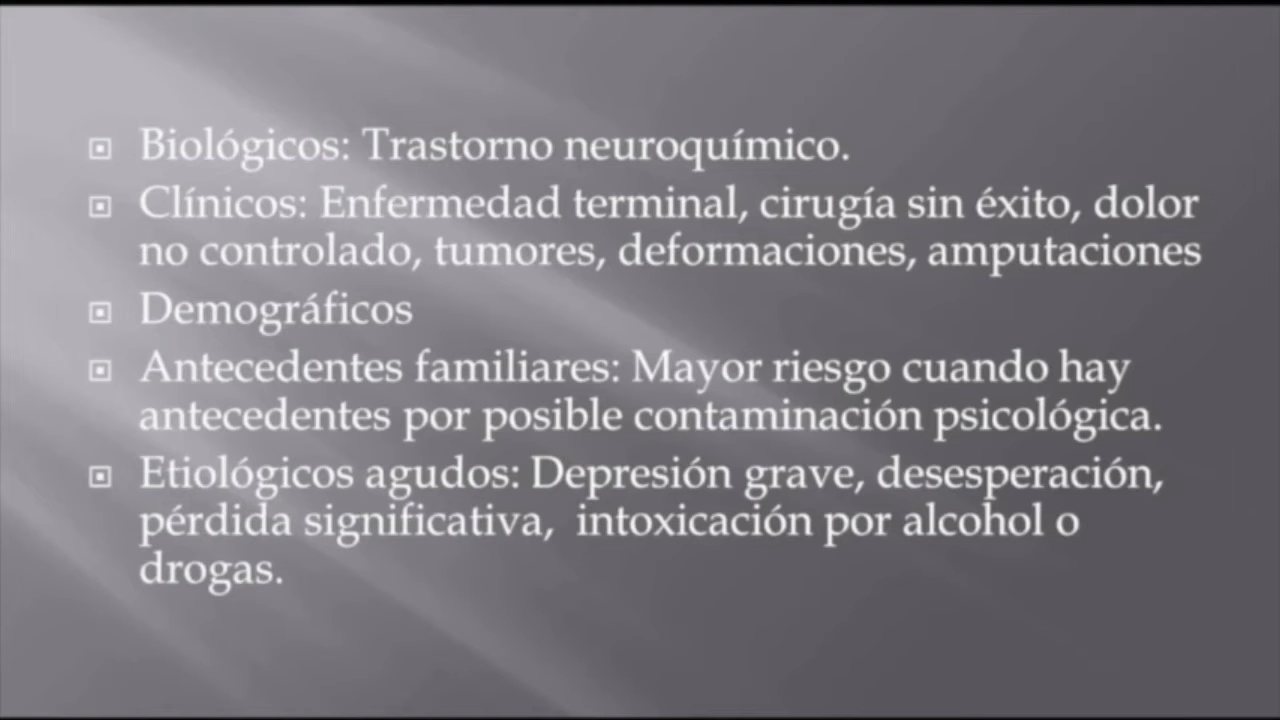 Biológicos: Trastorno neuroquímico.
Clínicos: Enfermedad terminal, cirugía sin éxito, dolor
no controlado, tumores, deformaciones, amputaciones
Demográficos
Antecedentes familiares: Mayor riesgo cuando hay
antecedentes por posible contaminación psicológica.
Etiológicos agudos: Depresión grave, desesperación,
pérdida significativa, intoxicación por alcohol o
drogas.